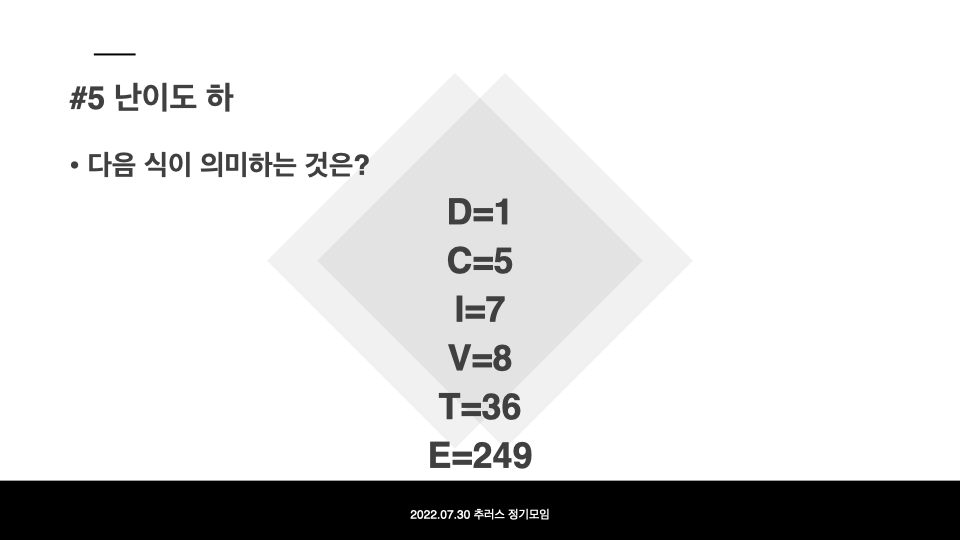 #5 난이도 하
• 다음 식이 의미하는 것은?
D=1
C=5
I=7
V=8
T=36
E=249
2022.07.30 추러스 정기모임